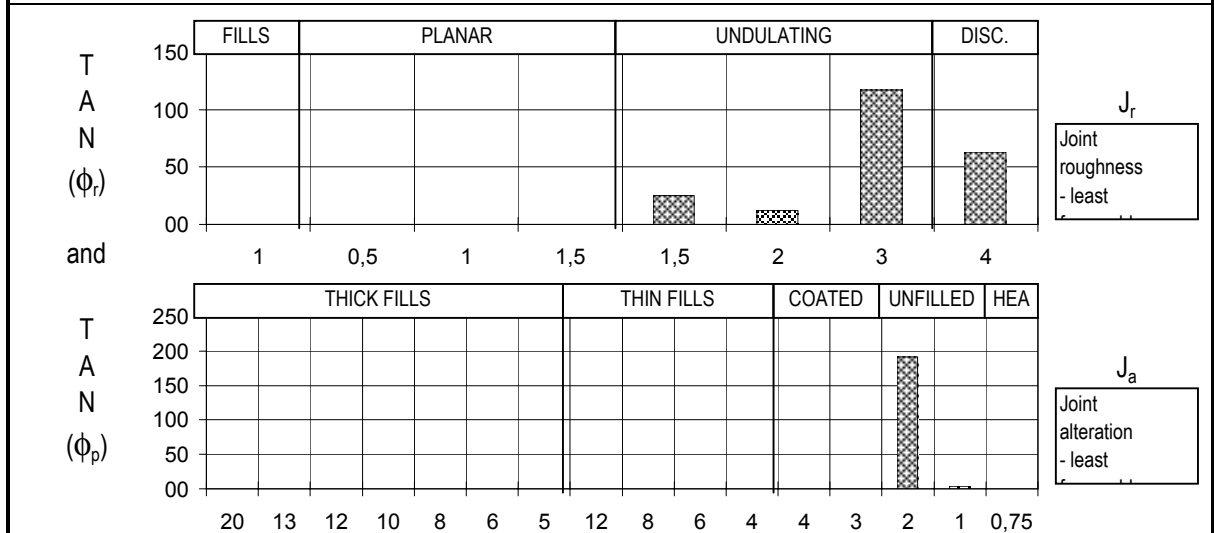 FILLS PLANAR UNDULATING DISC.
T A N (ϕr)
150
100
50
00
1 0,5 1 1,5 1,5 2 3 4
Jr
Joint
roughness
- least
and
THICK FILLS THIN FILLS COATED UNFILLED HEA
T A N (ϕp)
250
200
150
100
50
00
20 13 12 10 8 6 5 12 8 6 4 4 3 2 1 0,75
Ja
Joint
alteration
- least